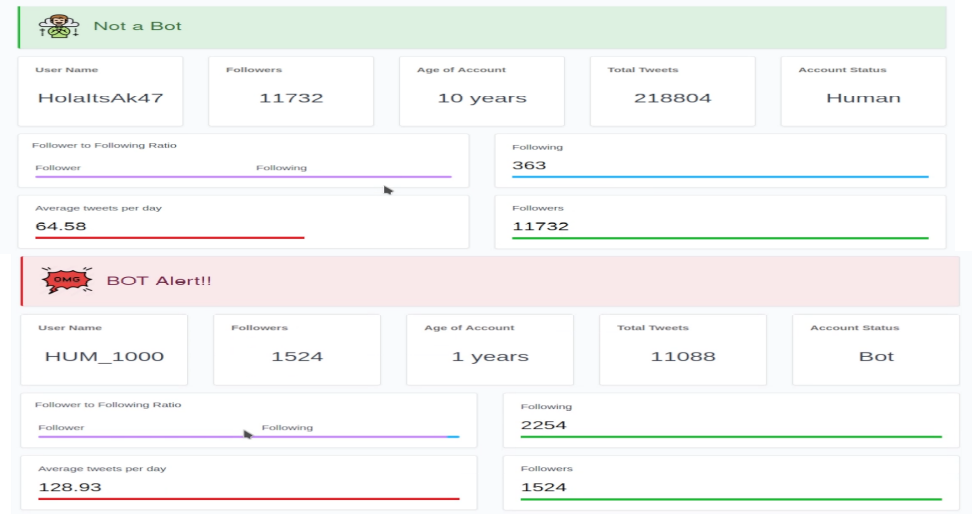 Not a Bot
User Name Followers Age of Account Total Tweets Account Status
HolaItsAk47 11732 10 years 218804 Human
Follower to Following Ratio
Follower Following
Following
363
Average tweets per day
64.58
Followers
11732
OMG BOT Alert!!
User Name Followers Age of Account Total Tweets Account Status
HUM_1000 1524 1 years 11088 Bot
Follower to Following Ratio
Follower Following
Following
2254
Average tweets per day
128.93
Followers
1524